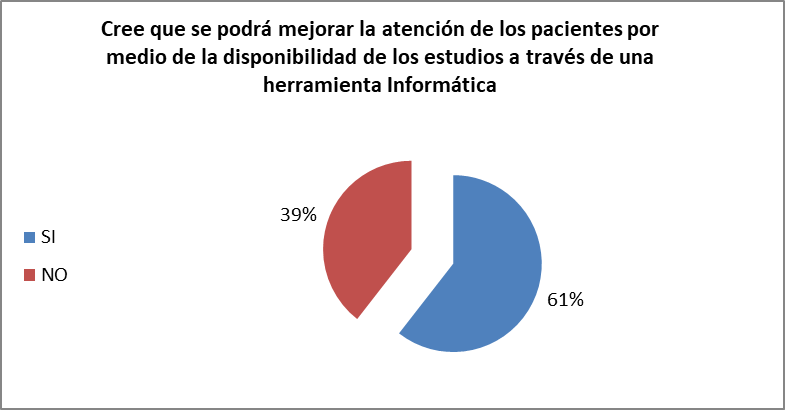 Cree que se podrá mejorar la atención de los pacientes por
medio de la disponibilidad de los estudios a través de una
herramienta Informática
39%
SI
NO
61%